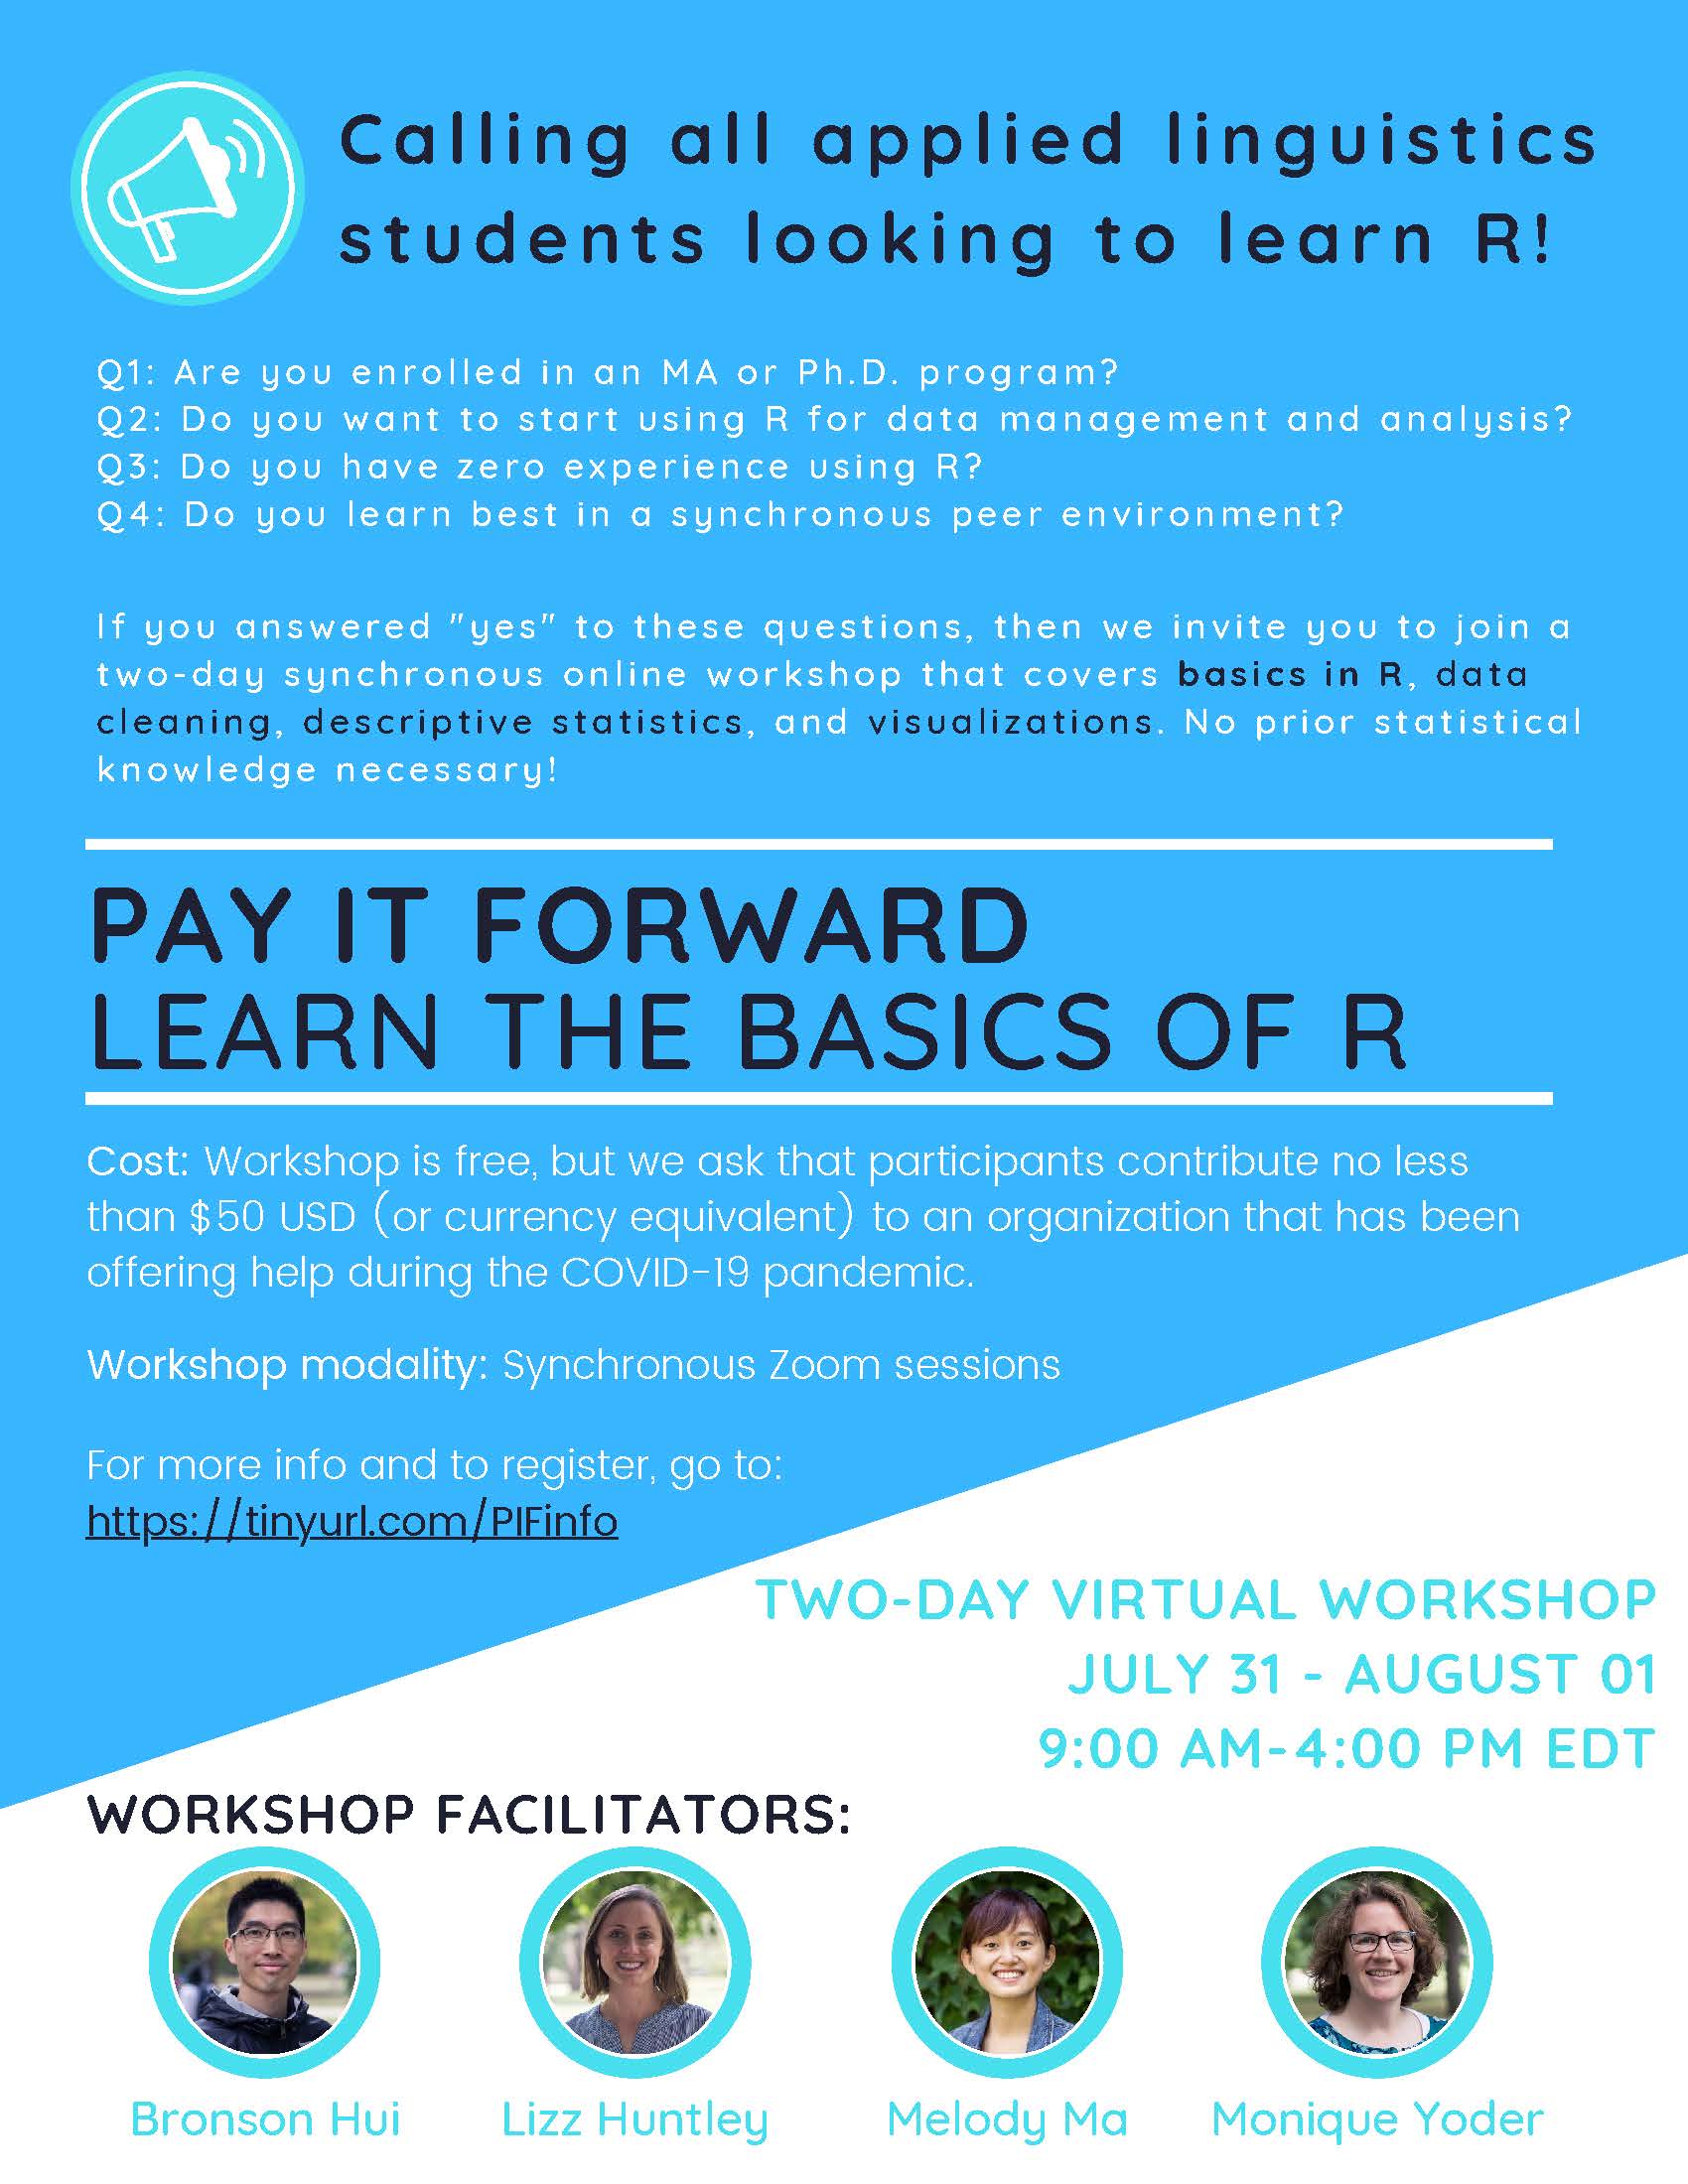 Calling all applied linguistics
students looking to learn R!
Q1: Are you enrolled in an MA or Ph.D. program?
Q2: Do you want to start using R for data management and analysis?
Q3: Do you have zero experience using R?
Q4: Do you learn best in a synchronous peer environment?
If you answered "yes" to these questions, then we invite you to join a
two-day synchronous online workshop that covers basics in R, data
cleaning, descriptive statistics, and visualizations. No prior statistical
knowledge necessary!
PAY IT FORWARD
LEARN THE BASICS OF R
Cost: Workshop is free, but we ask that participants contribute no less
than $50 USD (or currency equivalent) to an organization that has been
offering help during the COVID-19 pandemic.
Workshop modality: Synchronous Zoom sessions
For more info and to register, go to:
https://tinyurl.com/PIFinfo
TWO-DAY VIRTUAL WORKSHOP
JULY 31 - AUGUST 01
9:00 AM-4:00 PM EDT
WORKSHOP FACILITATORS:
Bronson Hui Lizz Huntley Melody Ma Monique Yoder